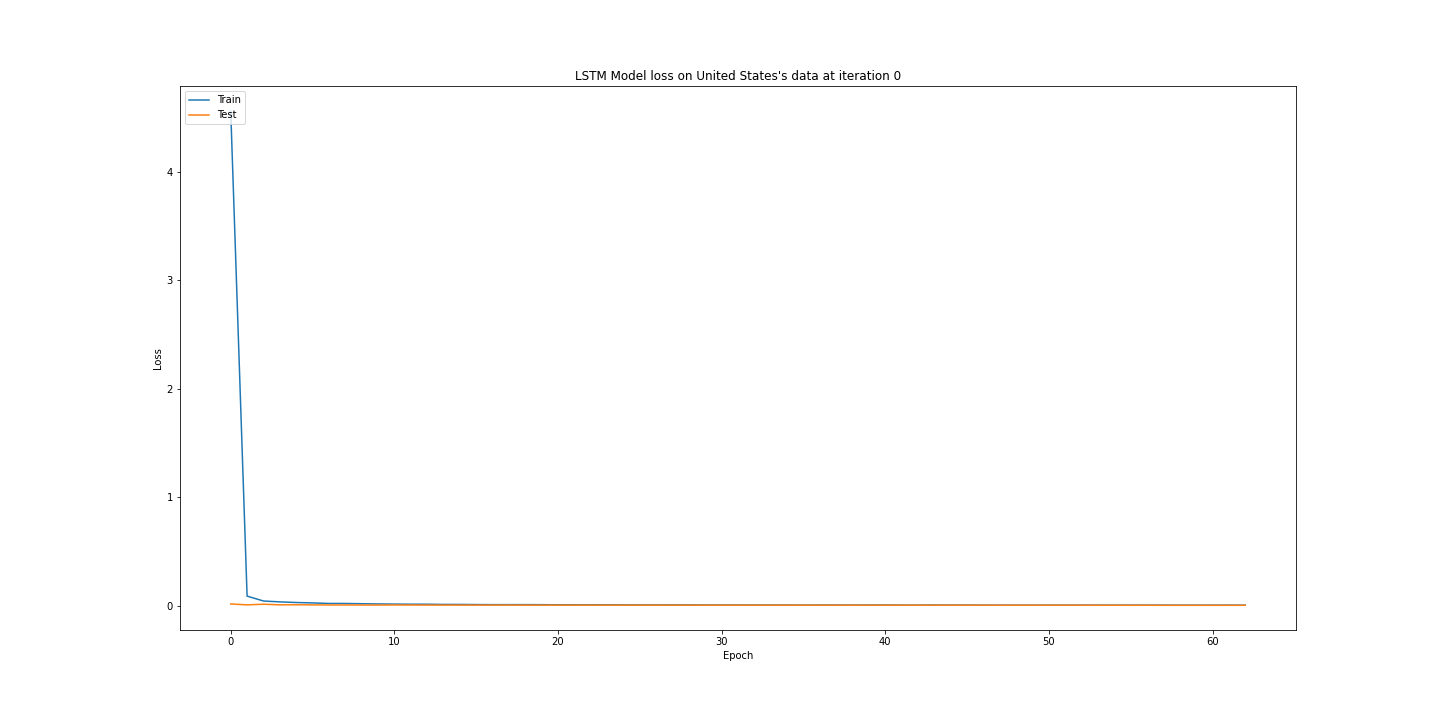 LSTM Model loss on United States's data at iteration 0
Train
Test
4
3
2
1
0
Loss
0 10 20 30 40 50 60
Epoch